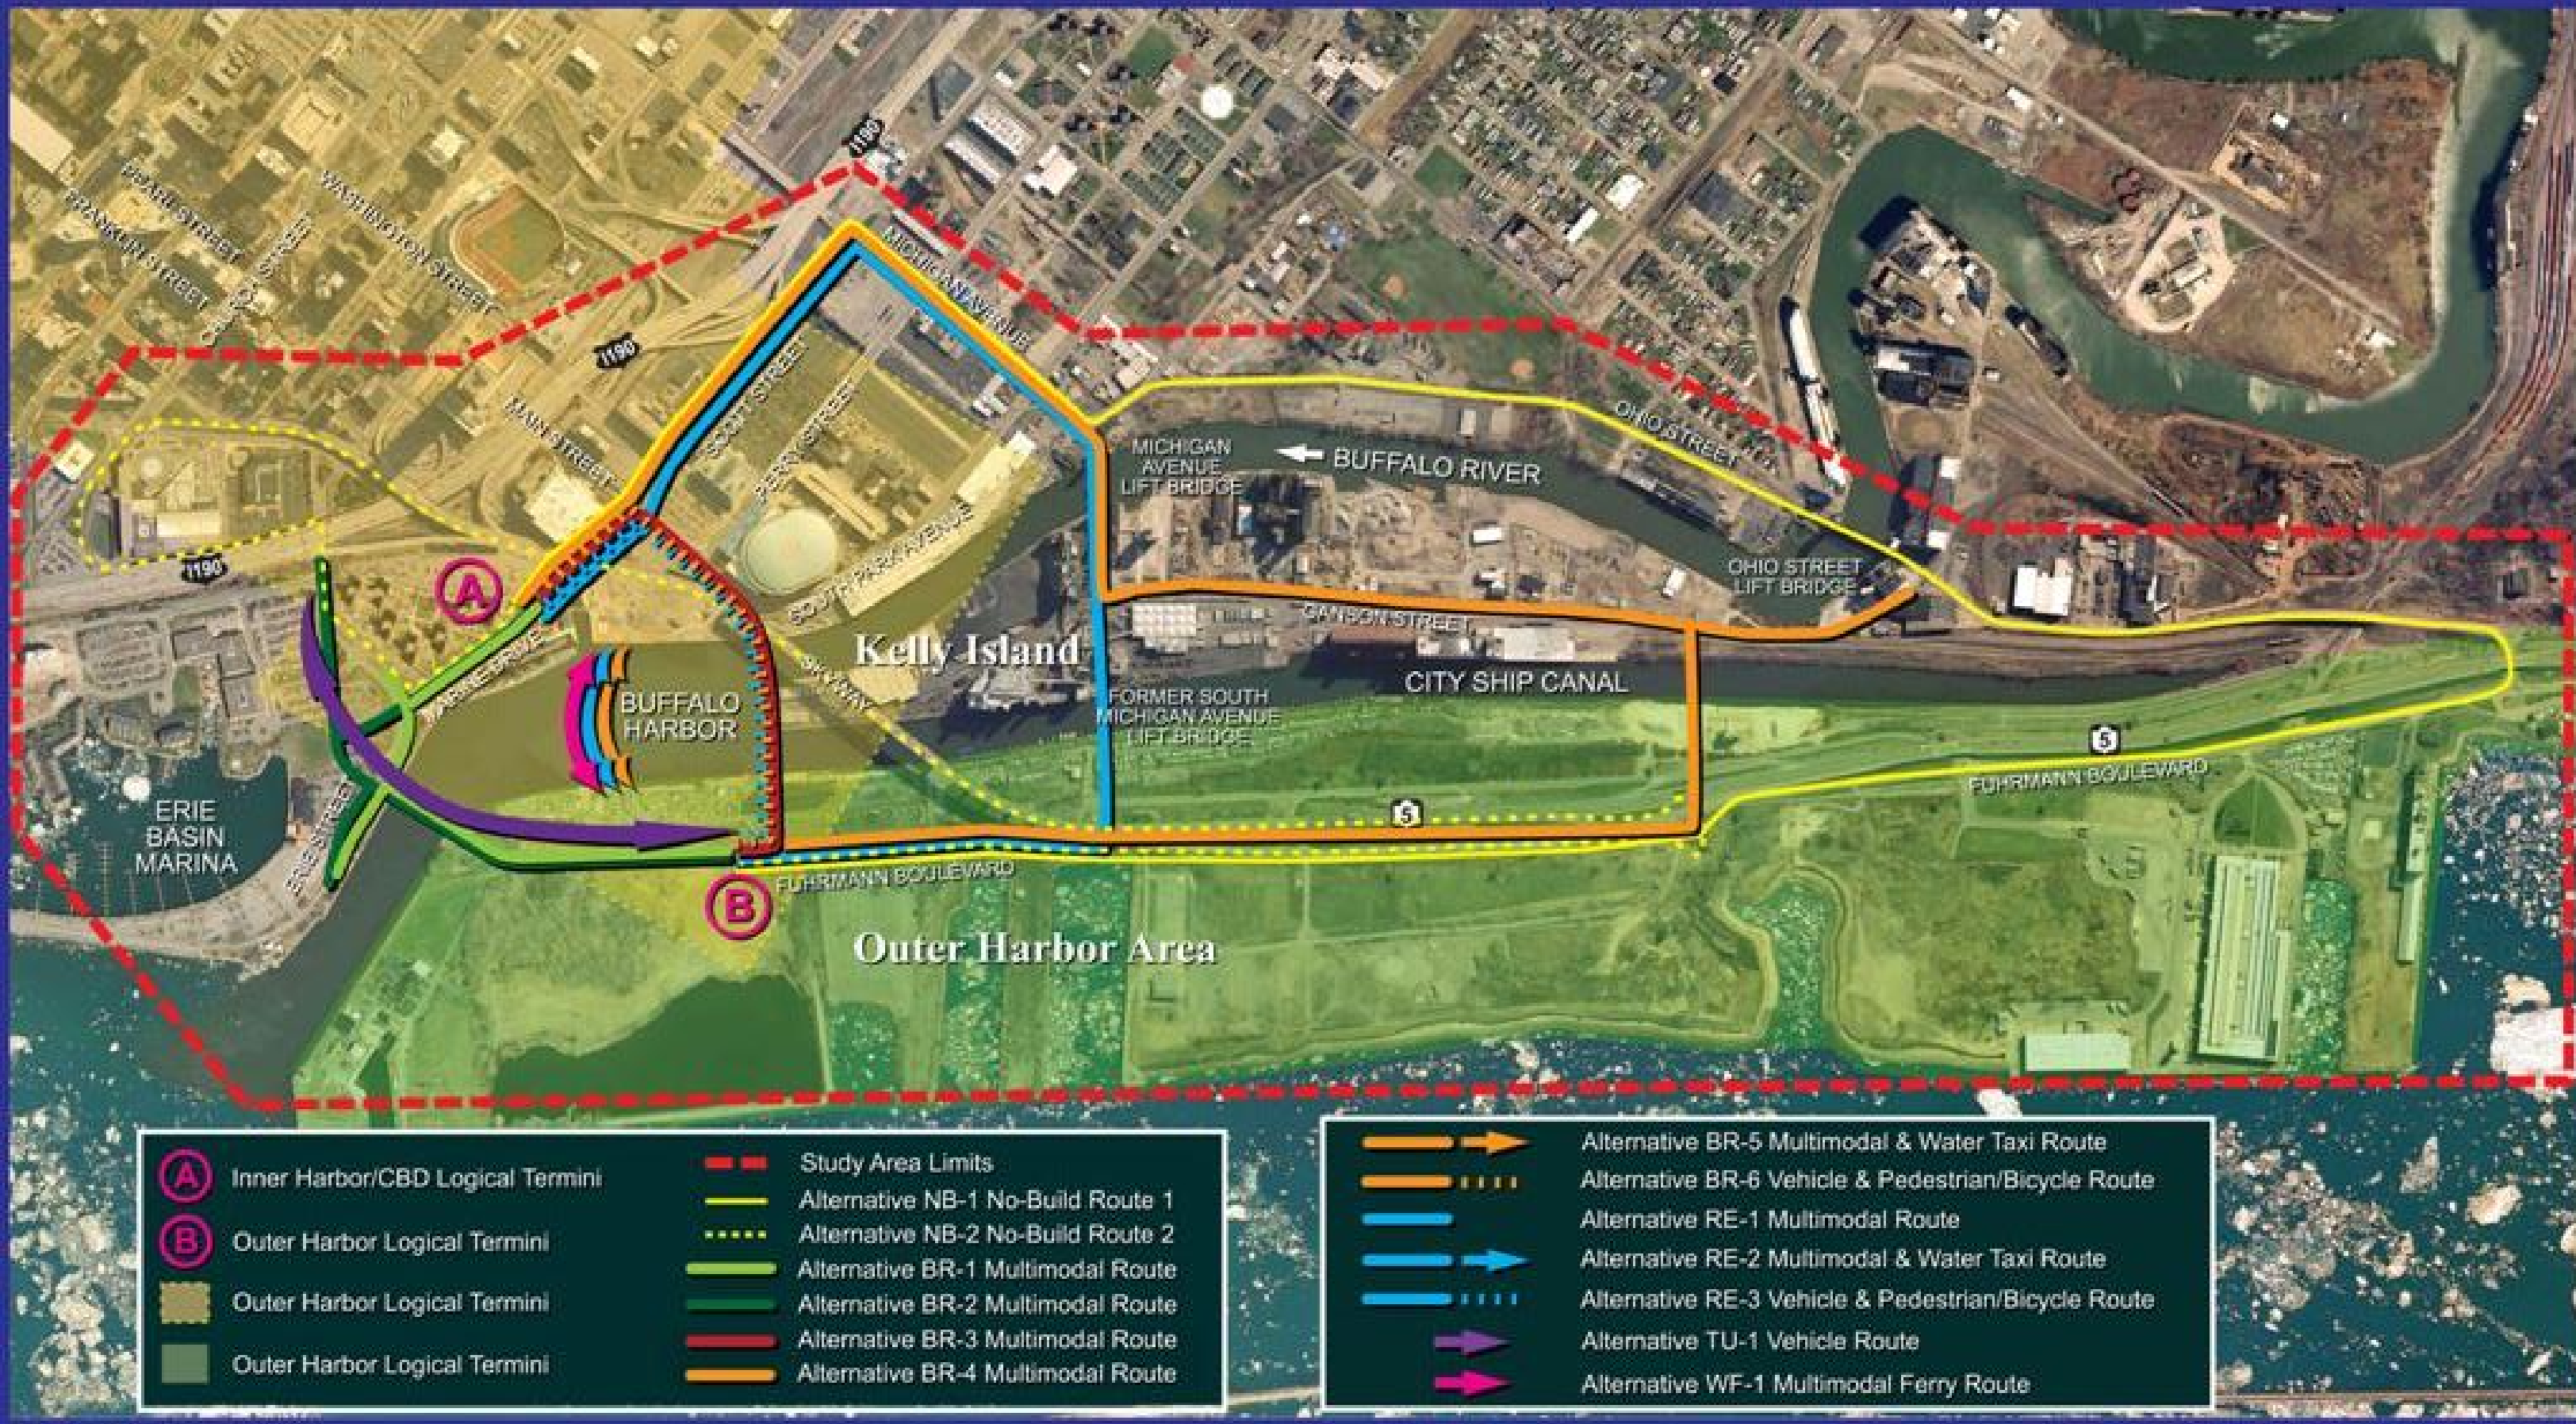 I190
PEARL STREET
FRANKLIN STREET
WASHINGTON STREET
MICHIGAN AVENUE
I190
MAIN STREET
SCOTT STREET
PERRY STREET
SOUTH PARK AVENUE
MICHIGAN
AVENUE
LIFT BRIDGE
BUFFALO RIVER
OHIO STREET
I190
A
OHIO STREET
LIFT BRIDGE
GANSON STREET
Kelly Island
MARINE DRIVE
SKYWAY
BUFFALO
HARBOR
FORMER SOUTH
MICHIGAN AVENUE
LIFT BRIDGE
CITY SHIP CANAL
5
FUHRMANN BOULEVARD
5
ERIE
BASIN
MARINA
ERIE STREET
B
FUHRMANN BOULEVARD
Outer Harbor Area
A Inner Harbor/CBD Logical Termini
B Outer Harbor Logical Termini
Outer Harbor Logical Termini
Outer Harbor Logical Termini
Study Area Limits
Alternative NB-1 No-Build Route 1
Alternative NB-2 No-Build Route 2
Alternative BR-1 Multimodal Route
Alternative BR-2 Multimodal Route
Alternative BR-3 Multimodal Route
Alternative BR-4 Multimodal Route
Alternative BR-5 Multimodal & Water Taxi Route
Alternative BR-6 Vehicle & Pedestrian/Bicycle Route
Alternative RE-1 Multimodal Route
Alternative RE-2 Multimodal & Water Taxi Route
Alternative RE-3 Vehicle & Pedestrian/Bicycle Route
Alternative TU-1 Vehicle Route
Alternative WF-1 Multimodal Ferry Route